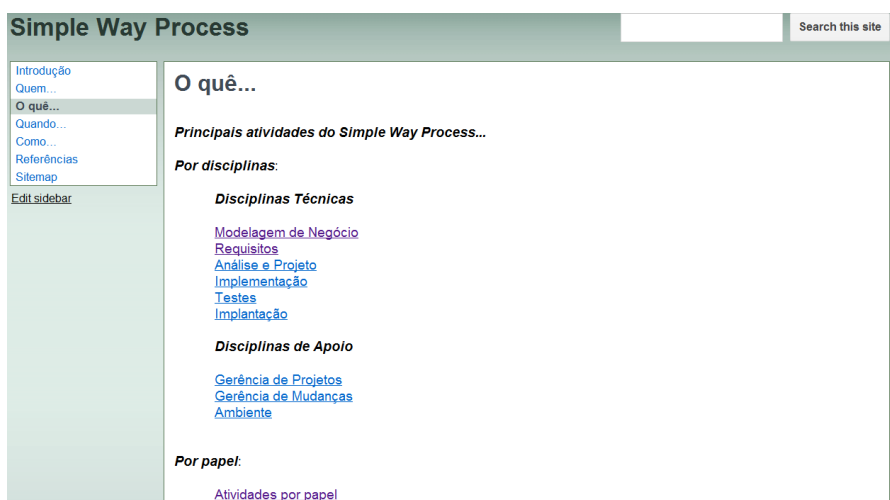 Simple Way Process
Search this site
Introdução
Quem...
O quê...
Quando...
Como...
Referências
Sitemap
Edit sidebar
O quê...
Principais atividades do Simple Way Process...
Por disciplinas:
Disciplinas Técnicas
Modelagem de Negócio
Requisitos
Análise e Projeto
Implementação
Testes
Implantação
Disciplinas de Apoio
Gerência de Projetos
Gerência de Mudanças
Ambiente
Por papel:
Atividades por papel